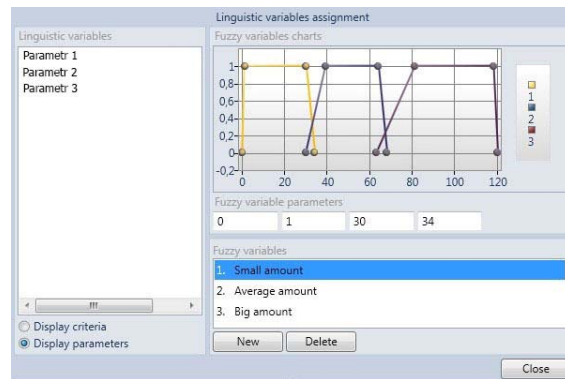 Linguistic variables assignment
Linguistic variables
Parametr 1
Parametr 2
Parametr 3
Display criteria
Display parameters
Fuzzy variables charts
1
0,8
0,6
0,4
0,2
0
-0,2
0 20 40 60 80 100 120
1
2
3
Fuzzy variable parameters
0 1 30 34
Fuzzy variables
1. Small amount
2. Average amount
3. Big amount
New Delete
Close